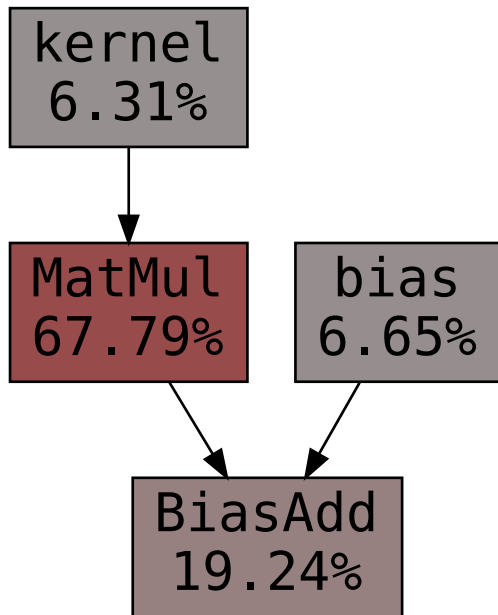 kernel
6.31%
MatMul
67.79%
bias
6.65%
BiasAdd
19.24%